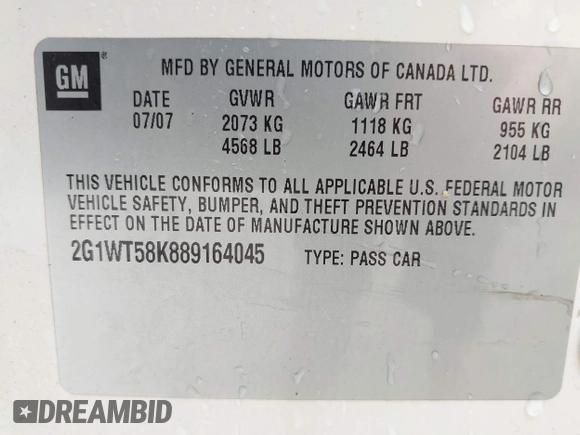 GM
MFD BY GENERAL MOTORS OF CANADA LTD.
DATE GVWR GAWR FRT GAWR RR
07/07 2073 KG 1118 KG 955 KG
4568 LB 2464 LB 2104 LB
THIS VEHICLE CONFORMS TO ALL APPLICABLE U.S. FEDERAL MOTOR
VEHICLE SAFETY, BUMPER, AND THEFT PREVENTION STANDARDS IN
EFFECT ON THE DATE OF MANUFACTURE SHOWN ABOVE.
2G1WT58K889164045 TYPE: PASS CAR
DREAMBID